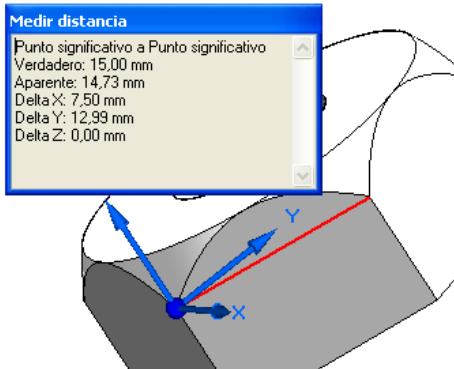 Medir distancia
Punto significativo a Punto significativo
Verdadero: 15,00 mm
Aparente: 14,73 mm
Delta X: 7,50 mm
Delta Y: 12,99 mm
Delta Z: 0,00 mm
Y
X